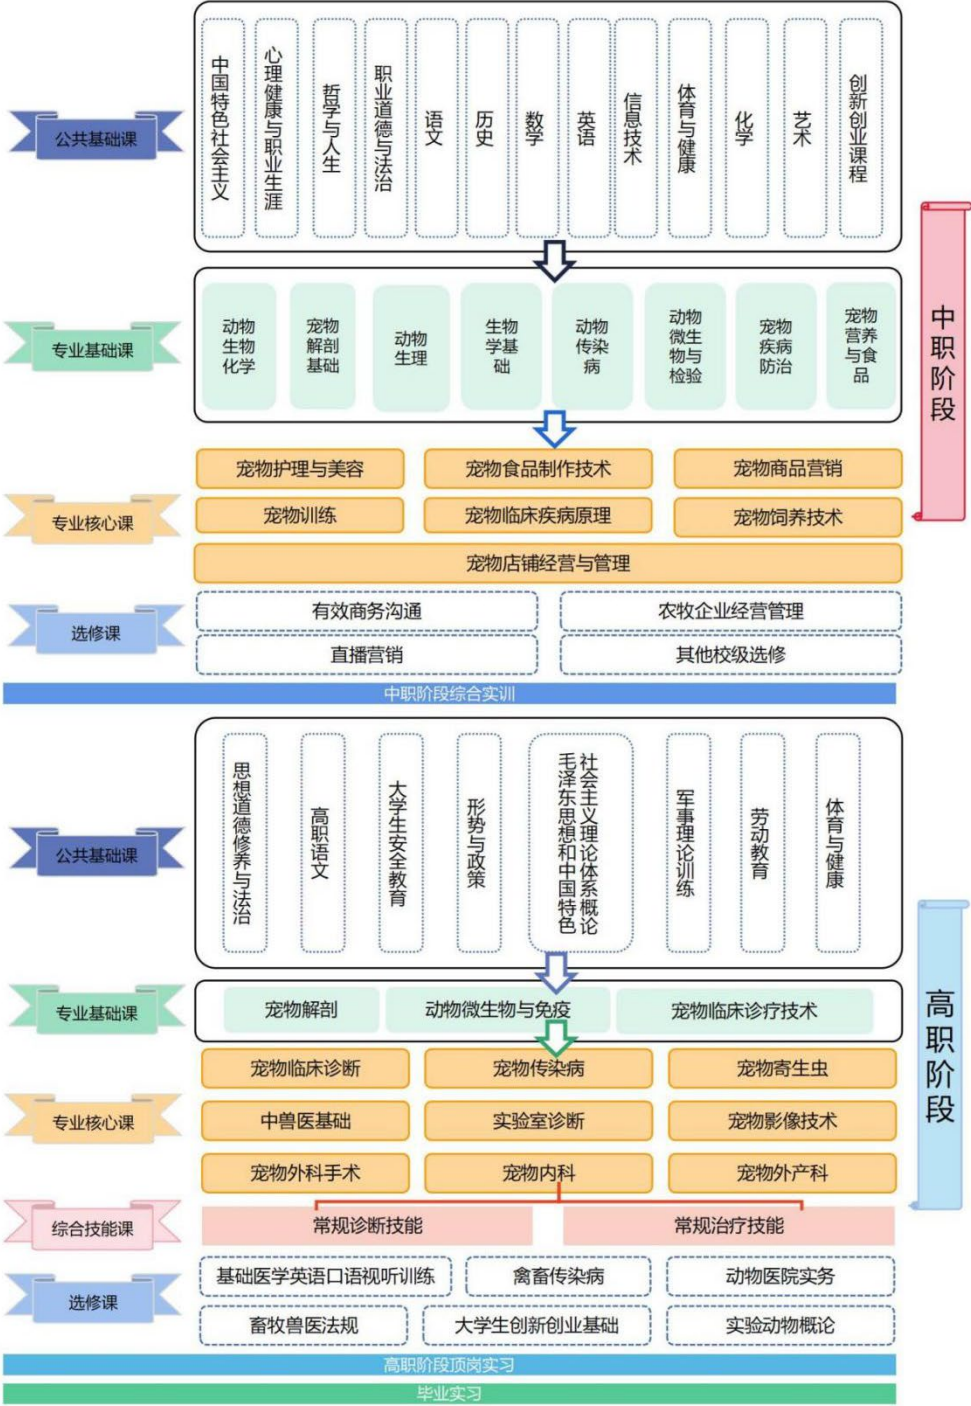 公共基础课
中国特色社会主义
心理健康与职业生涯
哲学与人生
职业道德与法治
语文
历史
数学
英语
信息技术
体育与健康
化学
艺术
创新创业课程
中职阶段
专业基础课
动物
生物
化学
宠物
解剖
基础
动物
生理
生物
学基
础
动物
传染
病
动物
微生
物与
检验
宠物
疾病
防治
宠物
营养
与食
品
专业核心课
宠物护理与美容
宠物食品制作技术
宠物商品营销
宠物训练
宠物临床疾病原理
宠物饲养技术
宠物店铺经营与管理
选修课
有效商务沟通
农牧企业经营管理
直播营销
其他校级选修
中职阶段综合实训
公共基础课
思想道德修养与法治
高职语文
大学生安全教育
形势与政策
毛泽东思想和中国特色
社会主义理论体系概论
军事理论训练
劳动教育
体育与健康
高职阶段
专业基础课
宠物解剖
动物微生物与免疫
宠物临床诊疗技术
专业核心课
宠物临床诊断
宠物传染病
宠物寄生虫
中兽医基础
实验室诊断
宠物影像技术
宠物外科手术
宠物内科
宠物外产科
综合技能课
常规诊断技能
常规治疗技能
选修课
基础医学英语口语视听训练
禽畜传染病
动物医院实务
畜牧兽医法规
大学生创新创业基础
实验动物概论
高职阶段顶岗实习
毕业实习